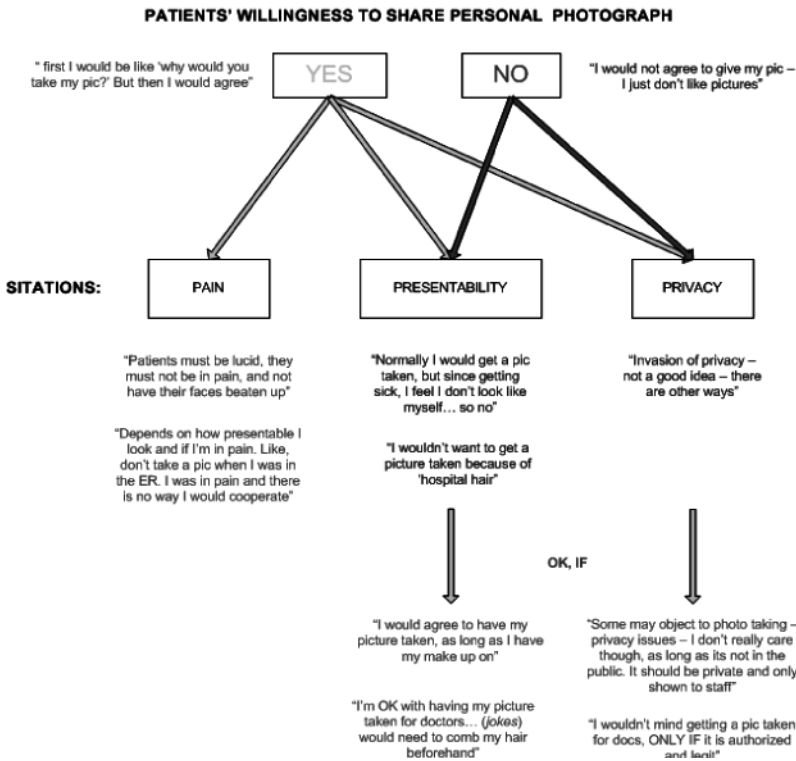 PATIENTS' WILLINGNESS TO SHARE PERSONAL PHOTOGRAPH
" first I would be like 'why would you
take my pic?' But then I would agree"
YES
NO
"I would not agree to give my pic –
I just don't like pictures"
SITATIONS:
PAIN
PRESENTABILITY
PRIVACY
"Patients must be lucid, they
must not be in pain, and not
have their faces beaten up"
"Depends on how presentable I
look and if I'm in pain. Like,
don't take a pic when I was in
the ER. I was in pain and there
is no way I would cooperate"
"Normally I would get a pic
taken, but since getting
sick, I feel I don't look like
myself… so no"
"I wouldn't want to get a
picture taken because of
'hospital hair"
"Invasion of privacy –
not a good idea – there
are other ways"
OK, IF
"I would agree to have my
picture taken, as long as I have
my make up on"
"I'm OK with having my picture
taken for doctors… (jokes)
would need to comb my hair
beforehand"
"Some may object to photo taking –
privacy issues – I don't really care
though, as long as its not in the
public. It should be private and only
shown to staff"
"I wouldn't mind getting a pic taken
for docs, ONLY IF it is authorized
and legit"